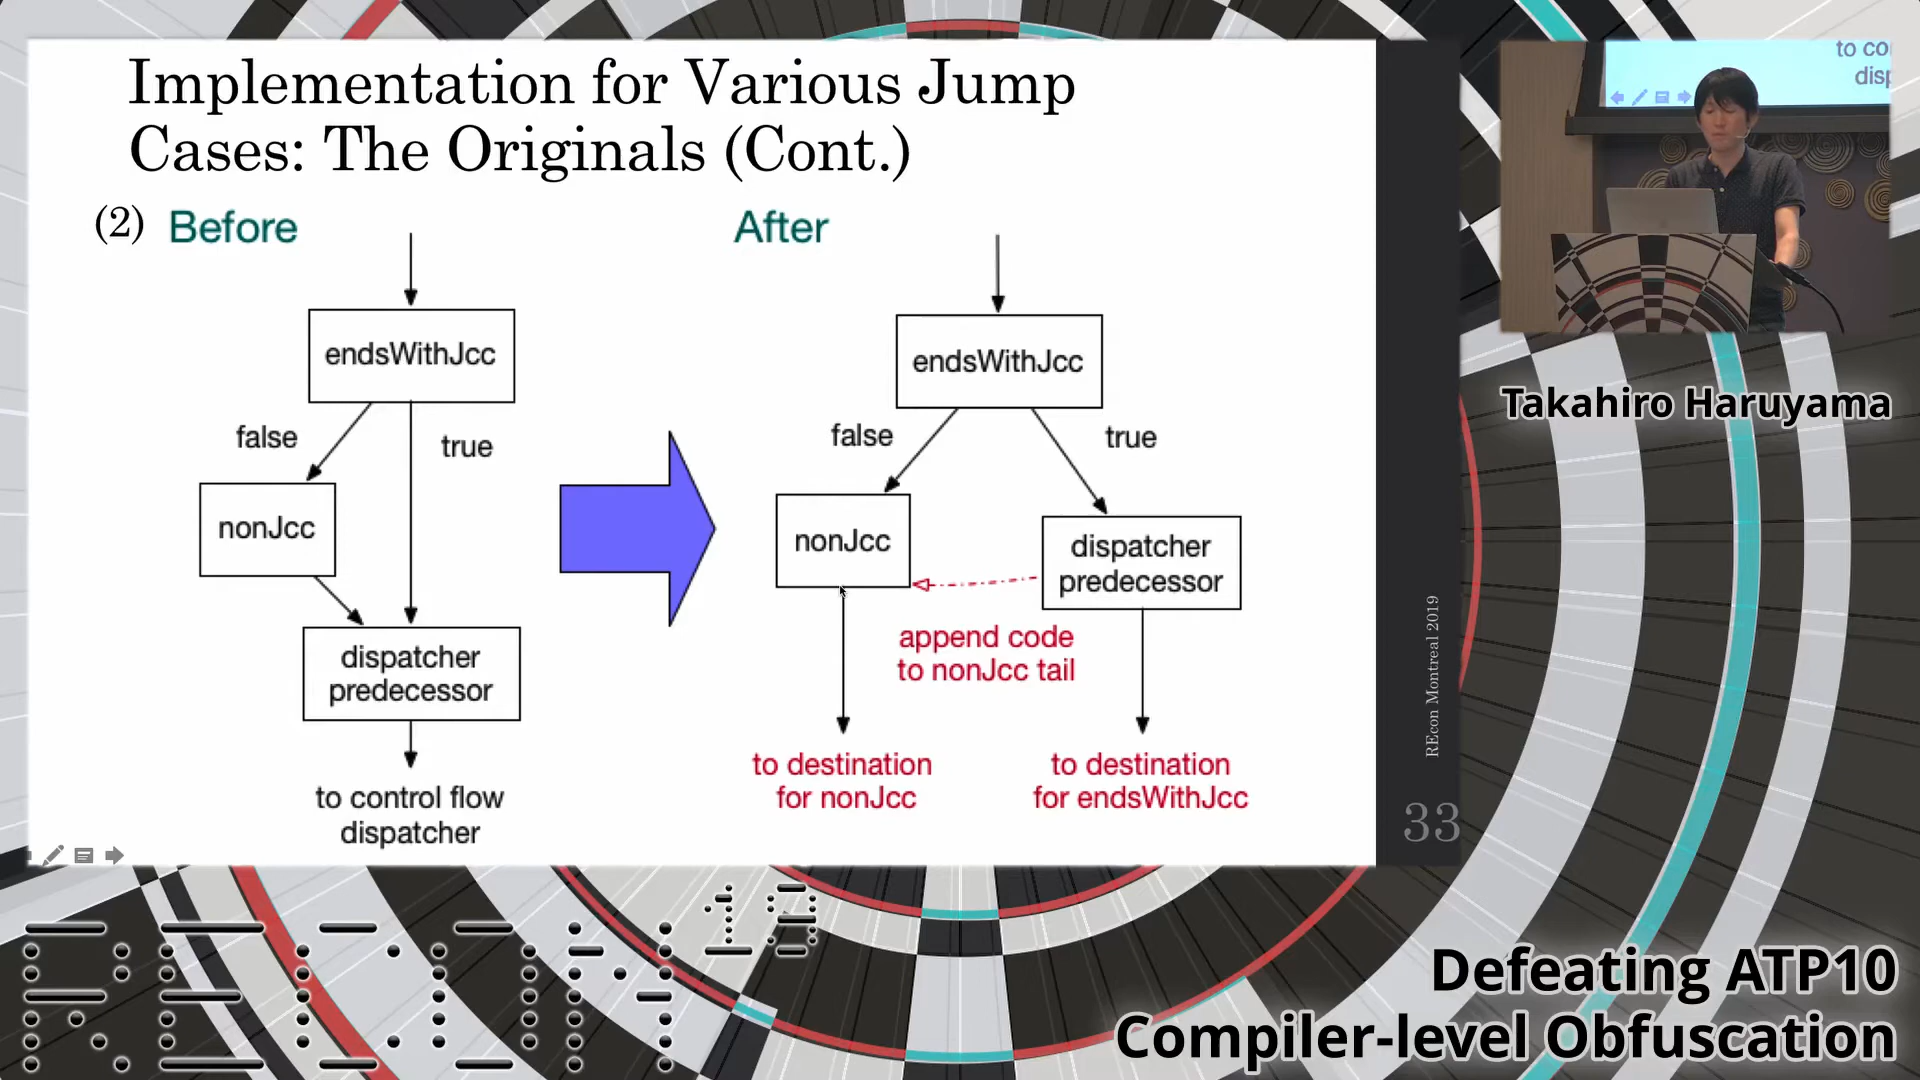 Implementation for Various Jump
Cases: The Originals (Cont.)
(2) Before
After
endsWithJcc
false
true
nonJcc
dispatcher
predecessor
to control flow
dispatcher
endsWithJcc
false
true
nonJcc
dispatcher
predecessor
append code
to nonJcc tail
to destination
for nonJcc
to destination
for endsWithJcc
REcon Montreal 2019
33
Takahiro Haruyama
RECON
19
Defeating ATP10
Compiler-level Obfuscation